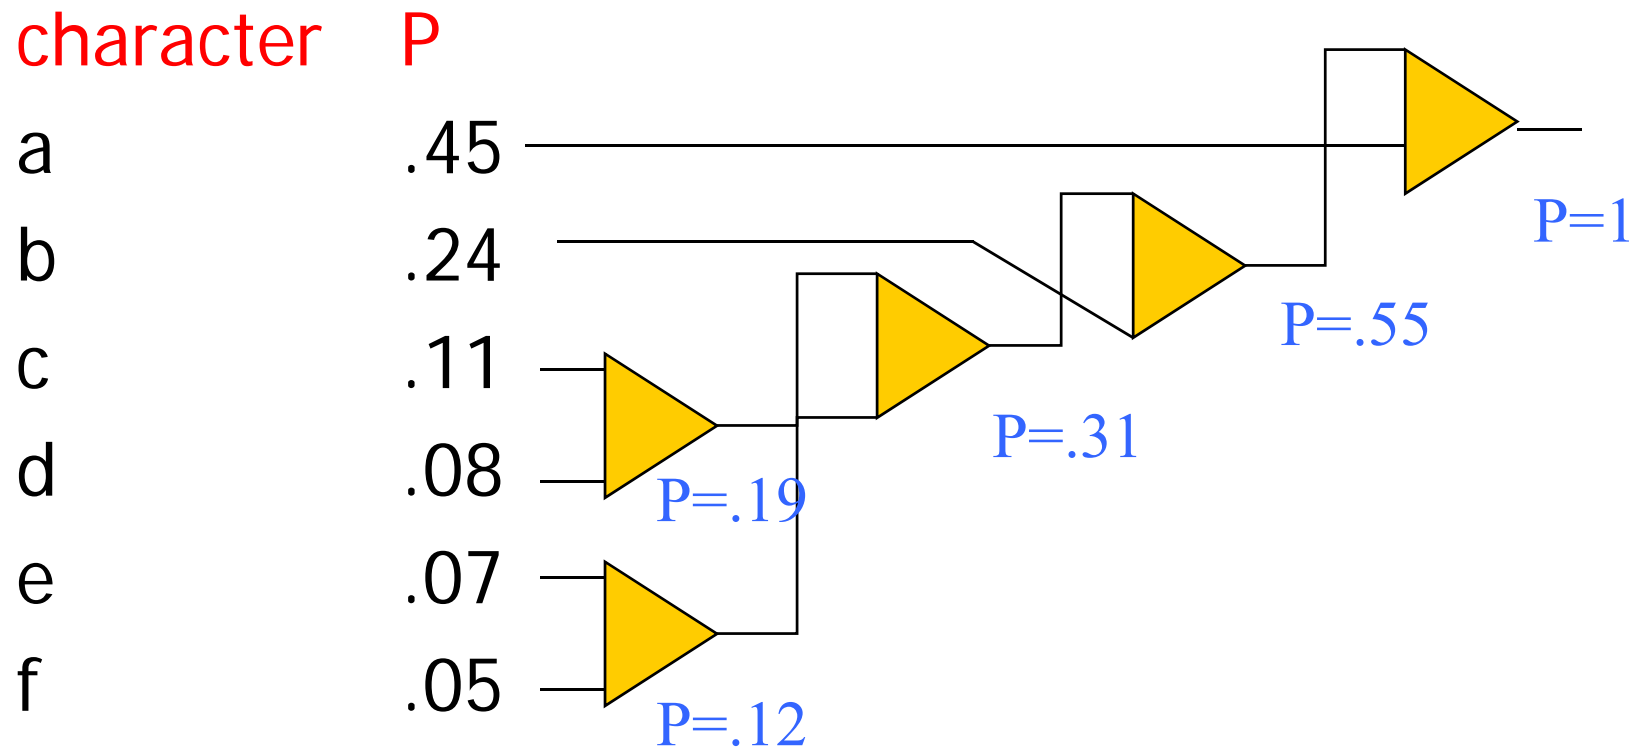 character P
a .45
P=1
b .24
P=.55
c .11
P=.31
d .08
P=.19
e .07
f .05
P=.12